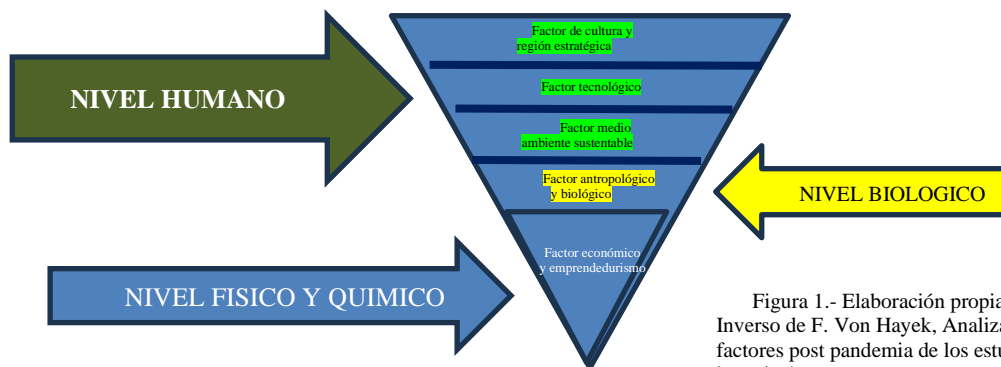 Factor de cultura y
región estratégica
NIVEL HUMANO
Factor tecnológico
Factor medio
ambiente sustentable
Factor antropológico
y biológico
NIVEL BIOLOGICO
Factor económico
y emprendedurismo
NIVEL FISICO Y QUIMICO
Figura 1.- Elaboración propia
Inverso de F. Von Hayek, Analiza
factores post pandemia de los estu